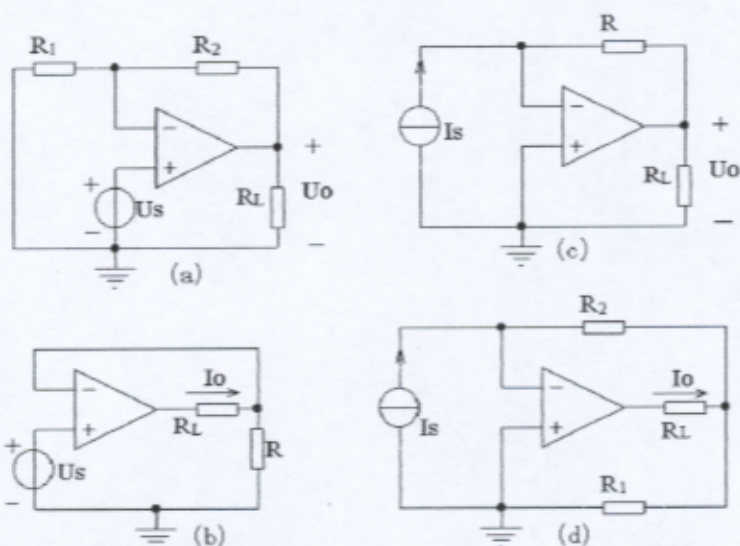 R1
R2
−
+
+
Us
−
RL
+
Uo
−
(a)
R
Is
−
+
RL
+
Uo
−
(c)
−
+
Io
RL
R
+
Us
−
(b)
R2
Is
−
+
Io
RL
R1
(d)